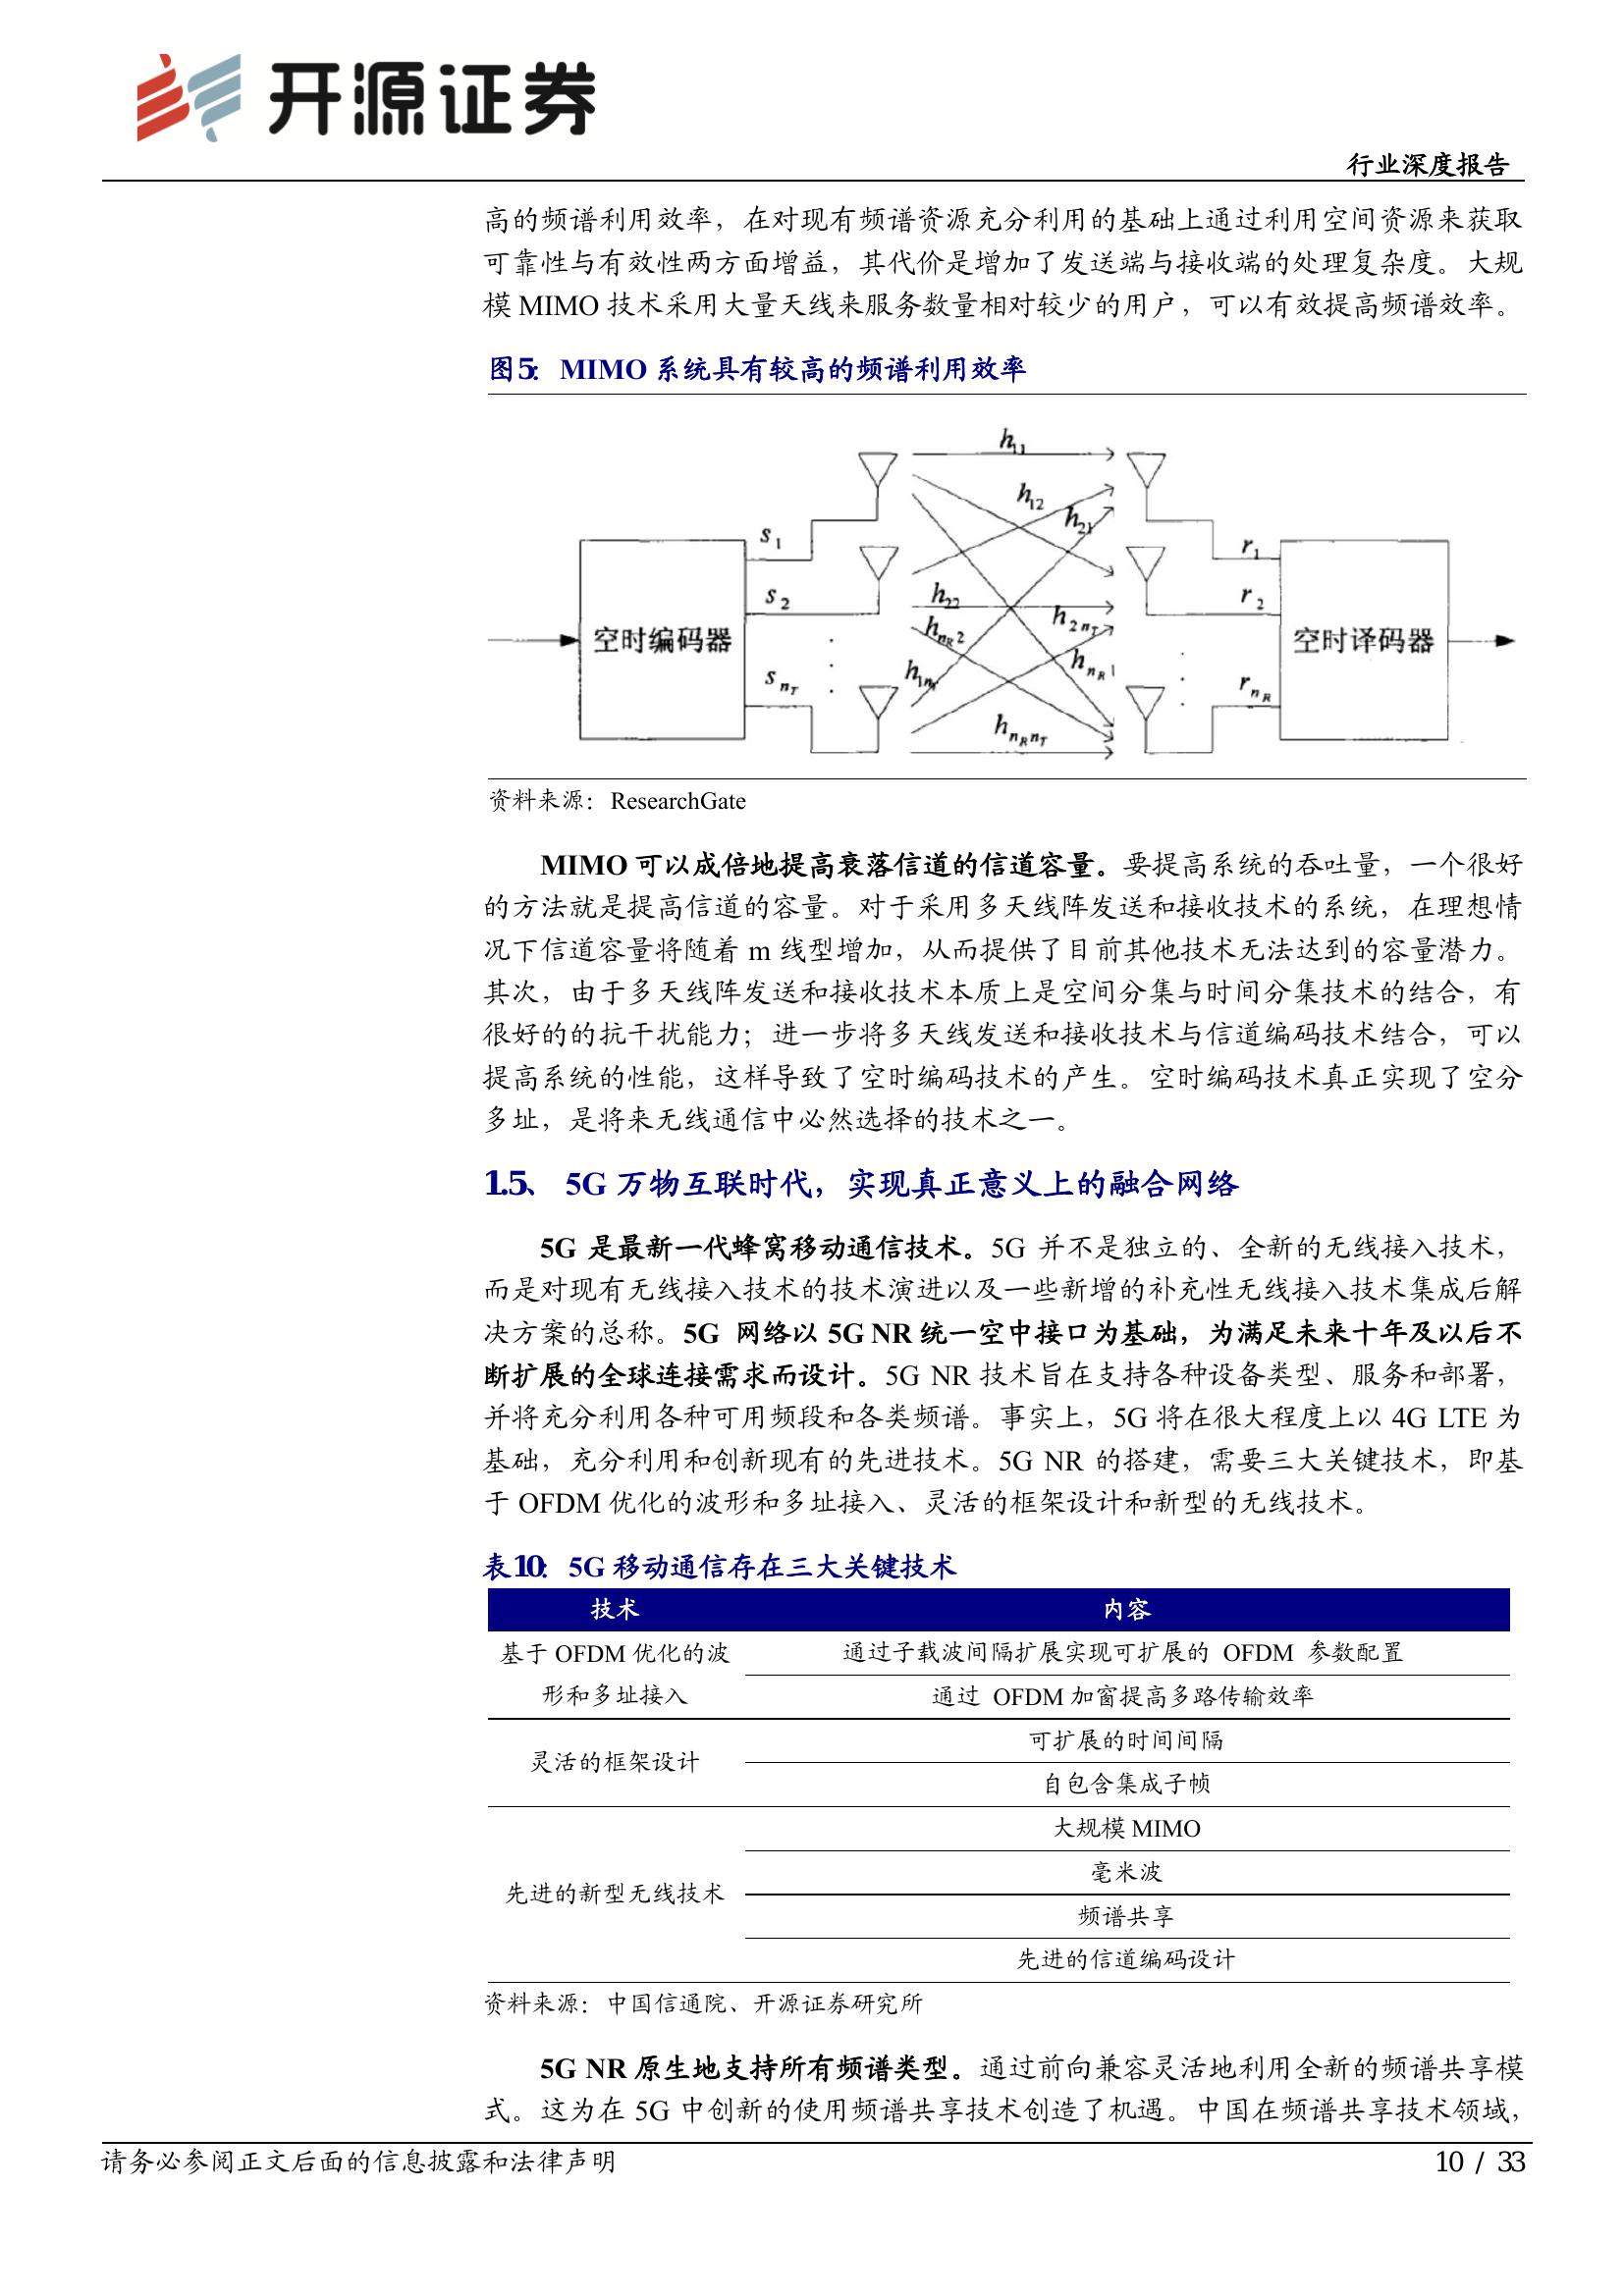 开源证券
行业深度报告
高的频谱利用效率，在对现有频谱资源充分利用的基础上通过利用空间资源来获取
可靠性与有效性两方面增益，其代价是增加了发送端与接收端的处理复杂度。大规
模 MIMO 技术采用大量天线来服务数量相对较少的用户，可以有效提高频谱效率。
图5： MIMO 系统具有较高的频谱利用效率
h11
h12
h21
s1
r1
h22
s2
r2
h2nT
hnR2
空时编码器
空时译码器
hnR1
h1nT
snT
rnR
hnRnT
资料来源：ResearchGate
MIMO 可以成倍地提高衰落信道的信道容量。要提高系统的吞吐量，一个很好
的方法就是提高信道的容量。对于采用多天线阵发送和接收技术的系统，在理想情
况下信道容量将随着 m 线型增加，从而提供了目前其他技术无法达到的容量潜力。
其次，由于多天线阵发送和接收技术本质上是空间分集与时间分集技术的结合，有
很好的的抗干扰能力；进一步将多天线发送和接收技术与信道编码技术结合，可以
提高系统的性能，这样导致了空时编码技术的产生。空时编码技术真正实现了空分
多址，是将来无线通信中必然选择的技术之一。
1.5、 5G 万物互联时代，实现真正意义上的融合网络
5G 是最新一代蜂窝移动通信技术。5G 并不是独立的、全新的无线接入技术，
而是对现有无线接入技术的技术演进以及一些新增的补充性无线接入技术集成后解
决方案的总称。5G 网络以 5G NR 统一空中接口为基础，为满足未来十年及以后不
断扩展的全球连接需求而设计。5G NR 技术旨在支持各种设备类型、服务和部署，
并将充分利用各种可用频段和各类频谱。事实上，5G 将在很大程度上以 4G LTE 为
基础，充分利用和创新现有的先进技术。5G NR 的搭建，需要三大关键技术，即基
于 OFDM 优化的波形和多址接入、灵活的框架设计和新型的无线技术。
表10： 5G 移动通信存在三大关键技术
技术 内容
基于 OFDM 优化的波 通过子载波间隔扩展实现可扩展的 OFDM 参数配置
形和多址接入 通过 OFDM 加窗提高多路传输效率
可扩展的时间间隔
灵活的框架设计
自包含集成子帧
大规模 MIMO
毫米波
先进的新型无线技术
频谱共享
先进的信道编码设计
资料来源：中国信通院、开源证券研究所
5G NR 原生地支持所有频谱类型。通过前向兼容灵活地利用全新的频谱共享模
式。这为在 5G 中创新的使用频谱共享技术创造了机遇。中国在频谱共享技术领域，
请务必参阅正文后面的信息披露和法律声明 10 / 33